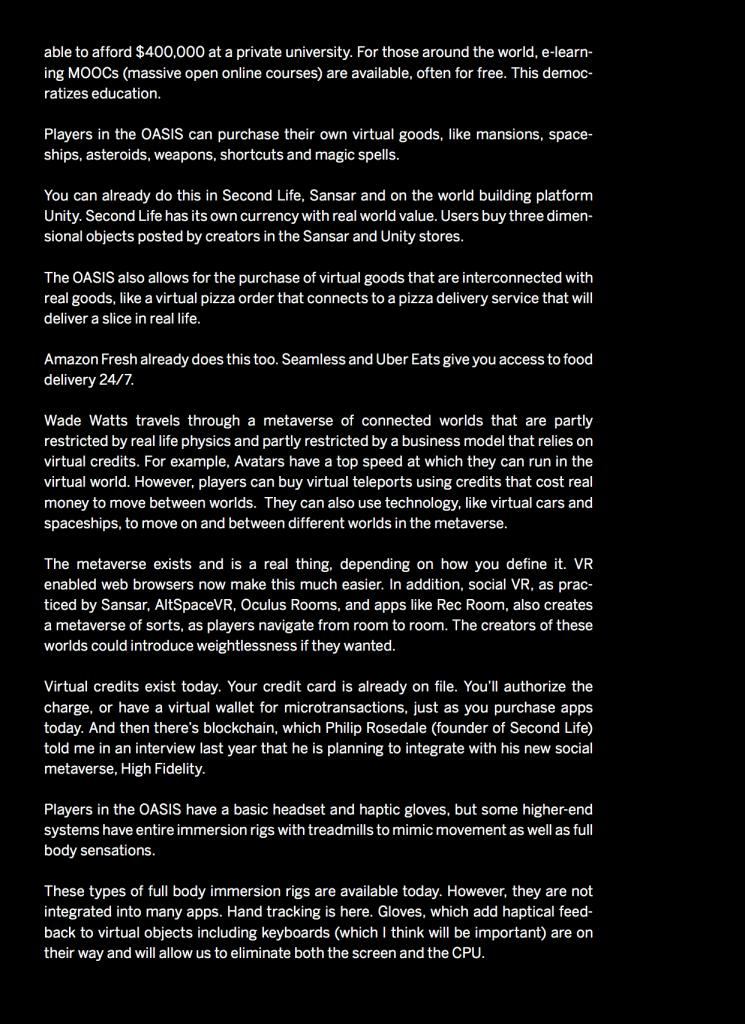 able to afford $400,000 at a private university. For those around the world, e-learn-
ing MOOCs (massive open online courses) are available, often for free. This democ-
ratizes education.
Players in the OASIS can purchase their own virtual goods, like mansions, space-
ships, asteroids, weapons, shortcuts and magic spells.
You can already do this in Second Life, Sansar and on the world building platform
Unity. Second Life has its own currency with real world value. Users buy three dimen-
sional objects posted by creators in the Sansar and Unity stores.
The OASIS also allows for the purchase of virtual goods that are interconnected with
real goods, like a virtual pizza order that connects to a pizza delivery service that will
deliver a slice in real life.
Amazon Fresh already does this too. Seamless and Uber Eats give you access to food
delivery 24/7.
Wade Watts travels through a metaverse of connected worlds that are partly
restricted by real life physics and partly restricted by a business model that relies on
virtual credits. For example, Avatars have a top speed at which they can run in the
virtual world. However, players can buy virtual teleports using credits that cost real
money to move between worlds.  They can also use technology, like virtual cars and
spaceships, to move on and between different worlds in the metaverse.
The metaverse exists and is a real thing, depending on how you define it. VR
enabled web browsers now make this much easier. In addition, social VR, as prac-
ticed by Sansar, AltSpaceVR, Oculus Rooms, and apps like Rec Room, also creates
a metaverse of sorts, as players navigate from room to room. The creators of these
worlds could introduce weightlessness if they wanted.
Virtual credits exist today. Your credit card is already on file. You'll authorize the
charge, or have a virtual wallet for microtransactions, just as you purchase apps
today. And then there's blockchain, which Philip Rosedale (founder of Second Life)
told me in an interview last year that he is planning to integrate with his new social
metaverse, High Fidelity.
Players in the OASIS have a basic headset and haptic gloves, but some higher-end
systems have entire immersion rigs with treadmills to mimic movement as well as full
body sensations.
These types of full body immersion rigs are available today. However, they are not
integrated into many apps. Hand tracking is here. Gloves, which add haptical feed-
back to virtual objects including keyboards (which I think will be important) are on
their way and will allow us to eliminate both the screen and the CPU.